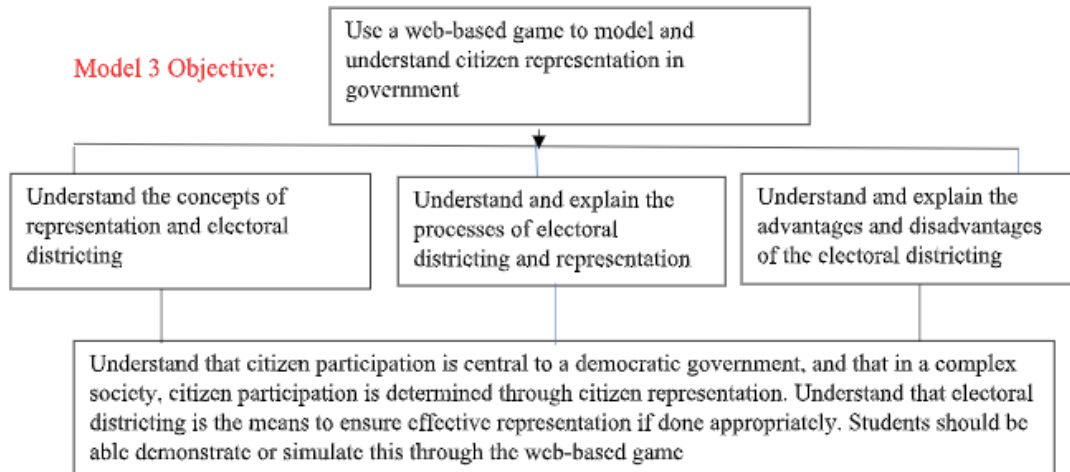 Use a web-based game to model and
understand citizen representation in
government
Model 3 Objective:
Understand the concepts of
representation and electoral
districting
Understand and explain the
processes of electoral
districting and representation
Understand and explain the
advantages and disadvantages
of the electoral districting
Understand that citizen participation is central to a democratic government, and that in a complex
society, citizen participation is determined through citizen representation. Understand that electoral
districting is the means to ensure effective representation if done appropriately. Students should be
able demonstrate or simulate this through the web-based game